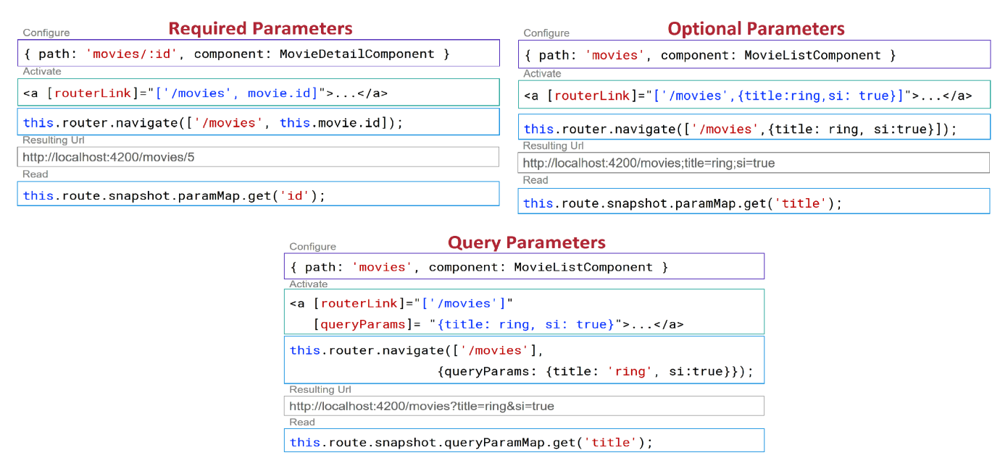 Required Parameters
Configure
{ path: 'movies/:id', component: MovieDetailComponent }
Activate
<a [routerLink]="['/movies', movie.id]">...</a>
this.router.navigate(['/movies', this.movie.id]);
Resulting Url
http://localhost:4200/movies/5
Read
this.route.snapshot.paramMap.get('id');
Optional Parameters
Configure
{ path: 'movies', component: MovieListComponent }
Activate
<a [routerLink]="['/movies',{title:ring,si: true}]">...</a>
this.router.navigate(['/movies',{title: ring, si:true}]);
Resulting Url
http://localhost:4200/movies;title=ring;si=true
Read
this.route.snapshot.paramMap.get('title');
Query Parameters
Configure
{ path: 'movies', component: MovieListComponent }
Activate
<a [routerLink]="['/movies']"
[queryParams]= "{title: ring, si: true}">...</a>
this.router.navigate(['/movies'],
{queryParams: {title: 'ring', si:true}});
Resulting Url
http://localhost:4200/movies?title=ring&si=true
Read
this.route.snapshot.queryParamMap.get('title');